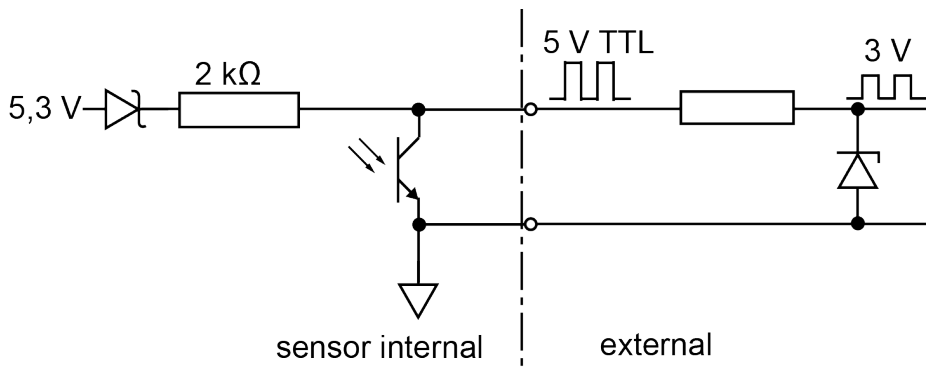 5 V TTL
3 V
2 kΩ
5,3 V
sensor internal
external